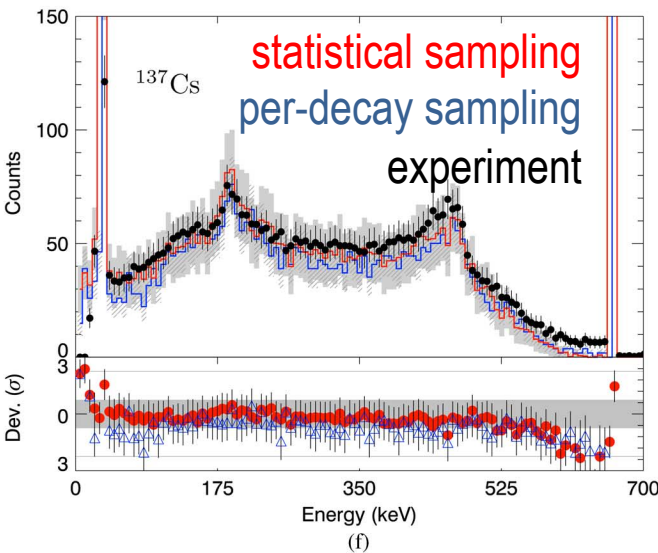 150
statistical sampling
¹³⁷Cs
per-decay sampling
100
experiment
Counts
50
0
3
Dev. (σ)
0
3
0 175 350 525 700
Energy (keV)
(f)